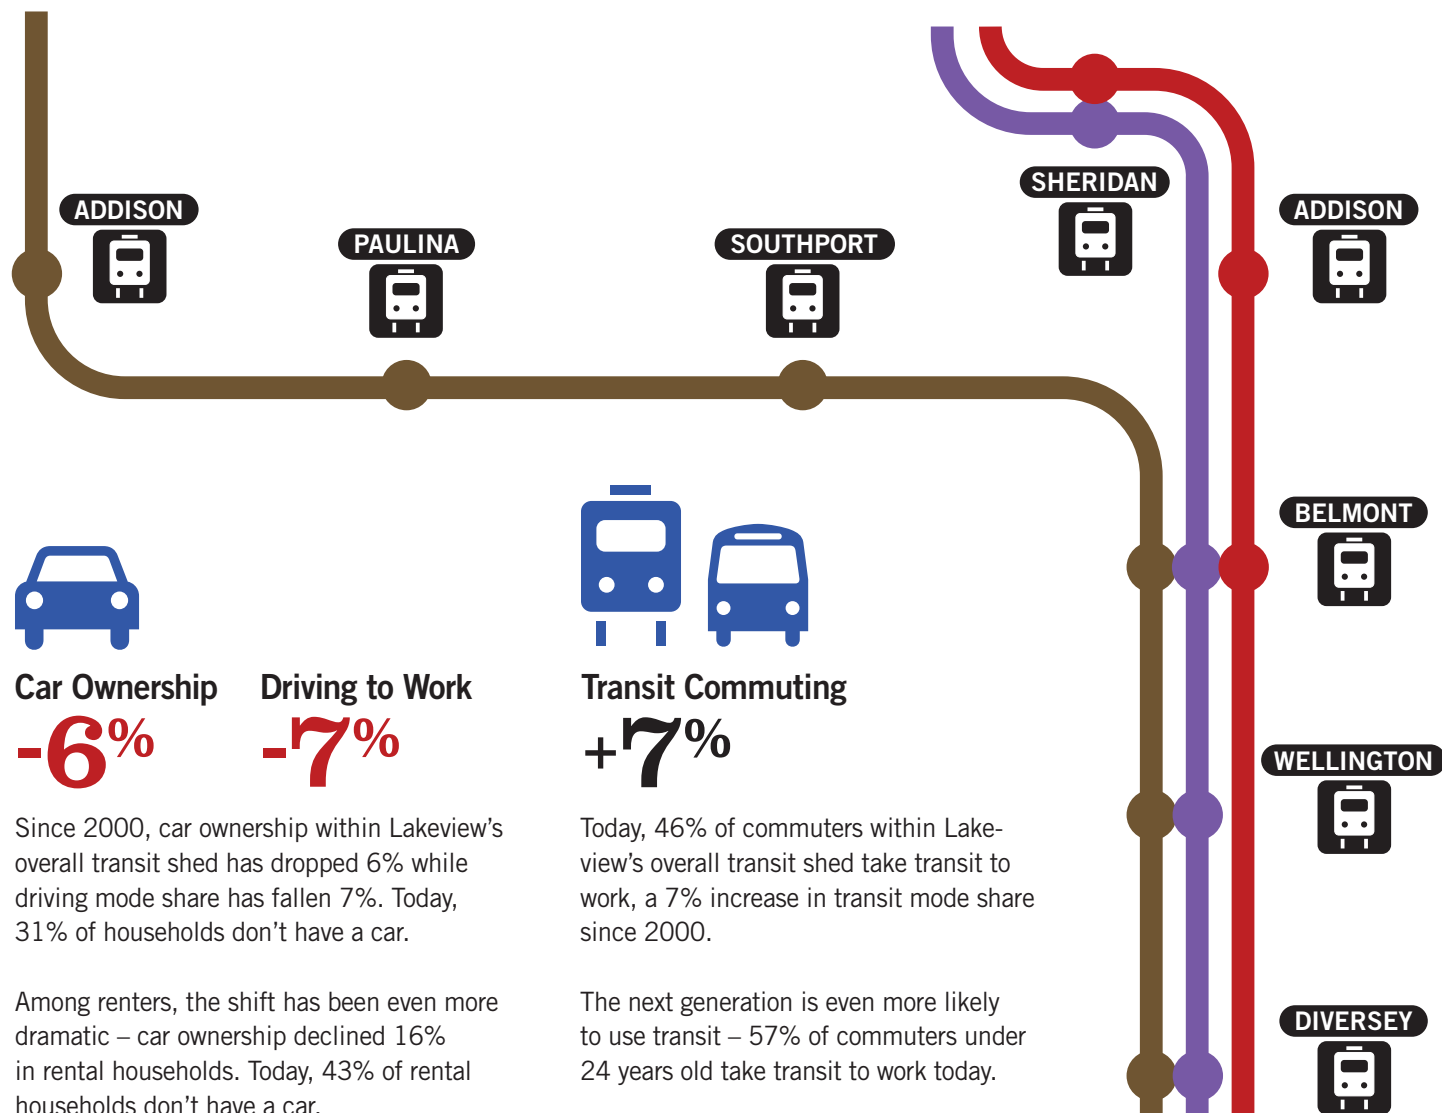 SHERIDAN
ADDISON
ADDISON
PAULINA
SOUTHPORT
BELMONT
WELLINGTON
DIVERSEY
Car Ownership
-6%
Driving to Work
-7%
Since 2000, car ownership within Lakeview’s
overall transit shed has dropped 6% while
driving mode share has fallen 7%. Today,
31% of households don’t have a car.
Among renters, the shift has been even more
dramatic – car ownership declined 16%
in rental households. Today, 43% of rental
households don’t have a car.
Transit Commuting
+7%
Today, 46% of commuters within Lake-
view’s overall transit shed take transit to
work, a 7% increase in transit mode share
since 2000.
The next generation is even more likely
to use transit – 57% of commuters under
24 years old take transit to work today.